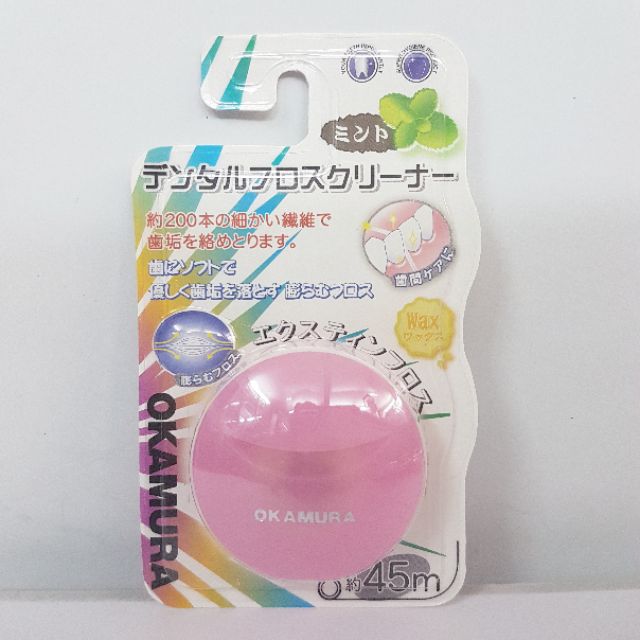 OKAMURA
ミント
デンタルフロスクリーナー
約200本の細かい繊維で
歯垢を絡めとります。
歯にソフトで
優しく歯垢を落とす 膨らむフロス
歯間ケアに
Wax
ワックス
エクスティンフロス
膨らむフロス
OKAMURA
OKAMURA
約45m